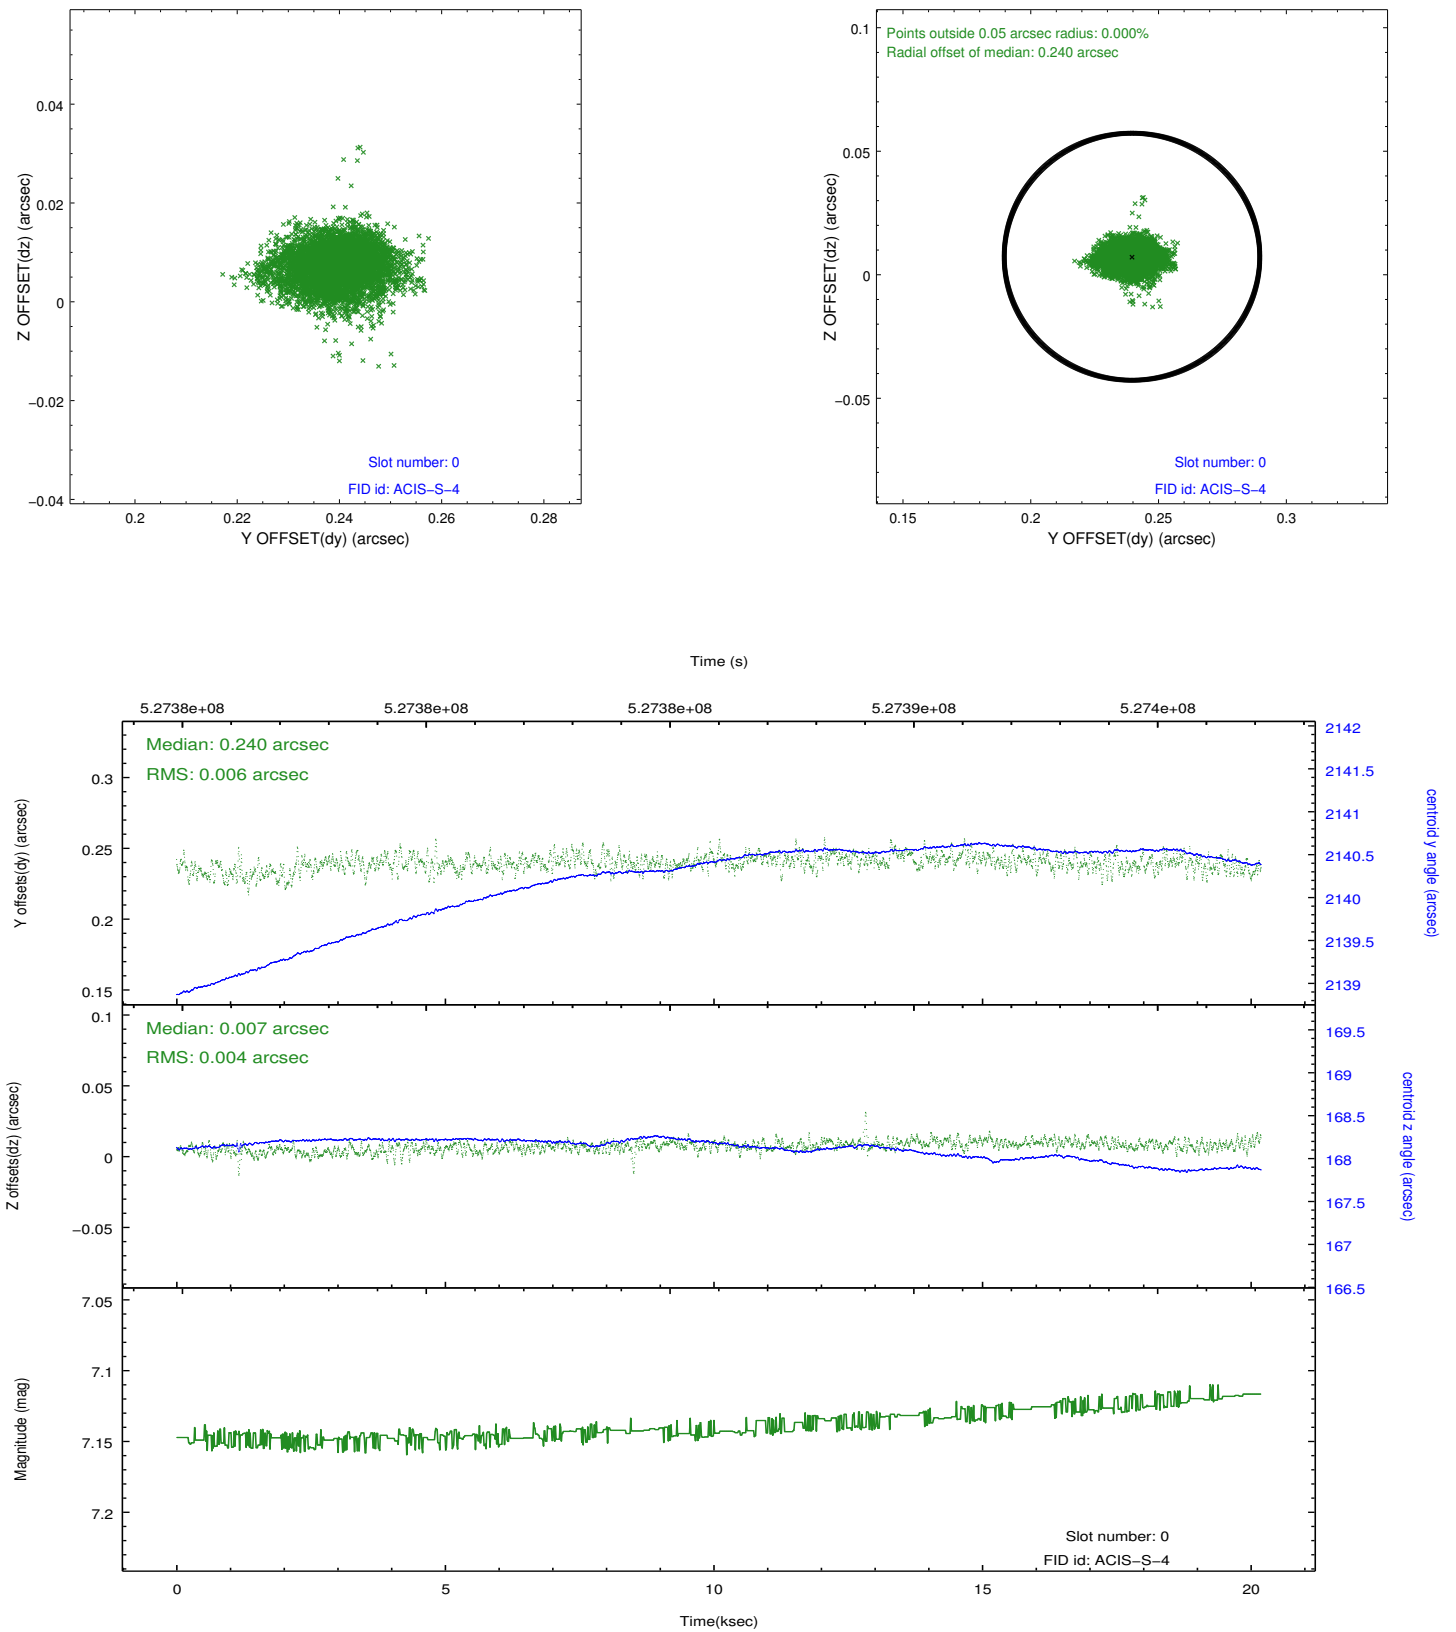 0.04
0.02
0
−0.02
−0.04
Z OFFSET(dz) (arcsec)
Slot number: 0
FID id: ACIS−S−4
0.2
0.22
0.24
0.26
0.28
Y OFFSET(dy) (arcsec)
Points outside 0.05 arcsec radius: 0.000%
Radial offset of median: 0.240 arcsec
0.1
0.05
0
−0.05
Z OFFSET(dz) (arcsec)
Slot number: 0
FID id: ACIS−S−4
0.15
0.2
0.25
0.3
Y OFFSET(dy) (arcsec)
Time (s)
5.2738e+08
5.2738e+08
5.2738e+08
5.2739e+08
5.274e+08
Median: 0.240 arcsec
RMS: 0.006 arcsec
0.3
0.25
0.2
0.15
Y offsets(dy) (arcsec)
2142
2141.5
2141
2140.5
2140
2139.5
2139
centroid y angle (arcsec)
Median: 0.007 arcsec
RMS: 0.004 arcsec
0.1
0.05
0
−0.05
Z offsets(dz) (arcsec)
169.5
169
168.5
168
167.5
167
166.5
centroid z angle (arcsec)
7.05
7.1
7.15
7.2
Magnitude (mag)
Slot number: 0
FID id: ACIS−S−4
0
5
10
15
20
Time(ksec)